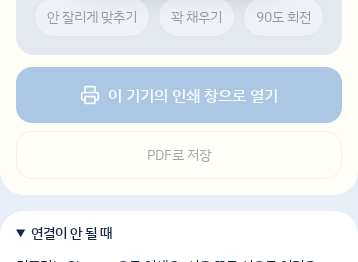 안 잘리게 맞추기
꽉 채우기
90도 회전
이 기기의 인쇄 창으로 열기
PDF로 저장
▼ 연결이 안 될 때